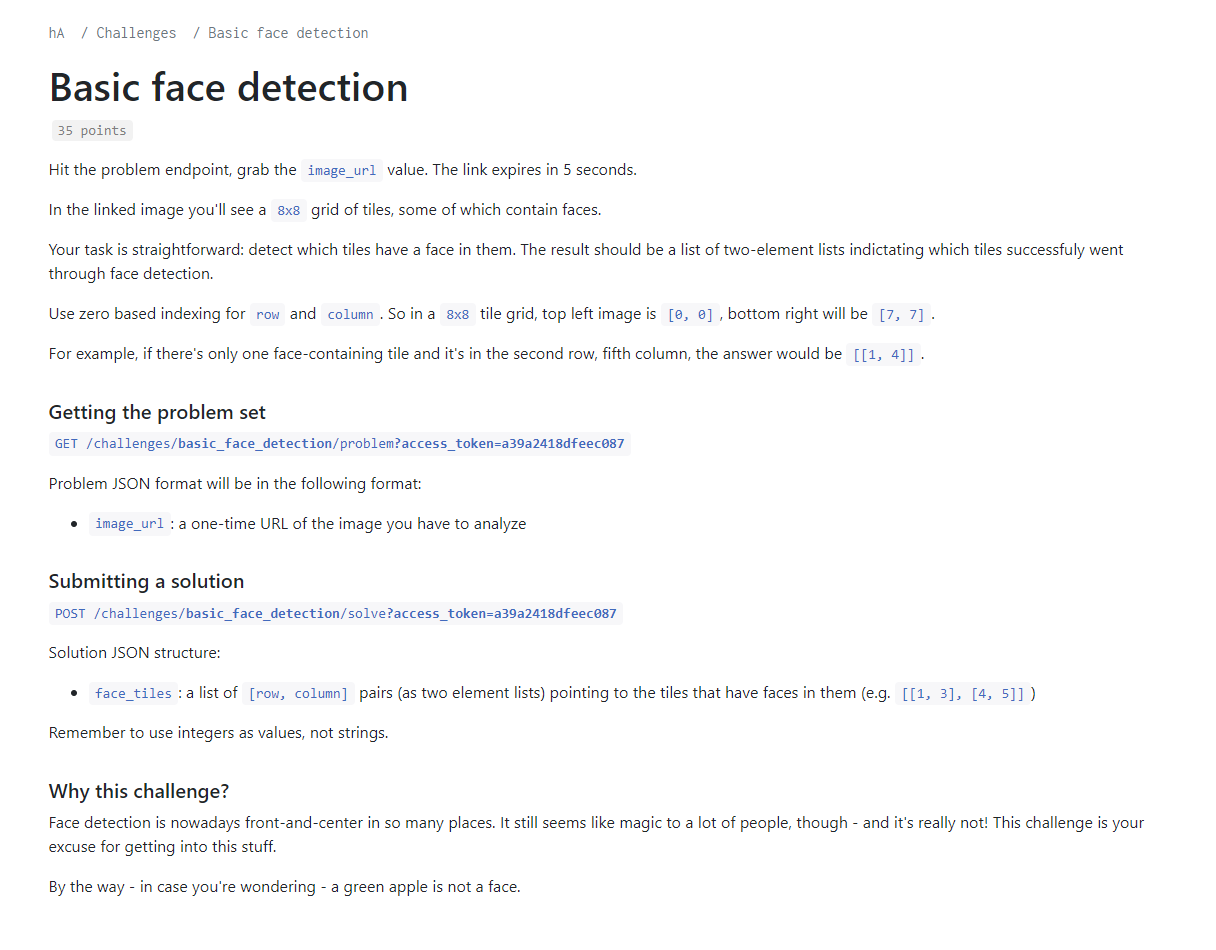 hA / Challenges / Basic face detection
Basic face detection
35 points
Hit the problem endpoint, grab the image_url value. The link expires in 5 seconds.
In the linked image you'll see a 8x8 grid of tiles, some of which contain faces.
Your task is straightforward: detect which tiles have a face in them. The result should be a list of two-element lists indictating which tiles successfuly went
through face detection.
Use zero based indexing for row and column. So in a 8x8 tile grid, top left image is [0, 0], bottom right will be [7, 7].
For example, if there's only one face-containing tile and it's in the second row, fifth column, the answer would be [[1, 4]].
Getting the problem set
GET /challenges/basic_face_detection/problem?access_token=a39a2418dfeec087
Problem JSON format will be in the following format:
• image_url: a one-time URL of the image you have to analyze
Submitting a solution
POST /challenges/basic_face_detection/solve?access_token=a39a2418dfeec087
Solution JSON structure:
• face_tiles: a list of [row, column] pairs (as two element lists) pointing to the tiles that have faces in them (e.g. [[1, 3], [4, 5]])
Remember to use integers as values, not strings.
Why this challenge?
Face detection is nowadays front-and-center in so many places. It still seems like magic to a lot of people, though - and it's really not! This challenge is your
excuse for getting into this stuff.
By the way - in case you're wondering - a green apple is not a face.